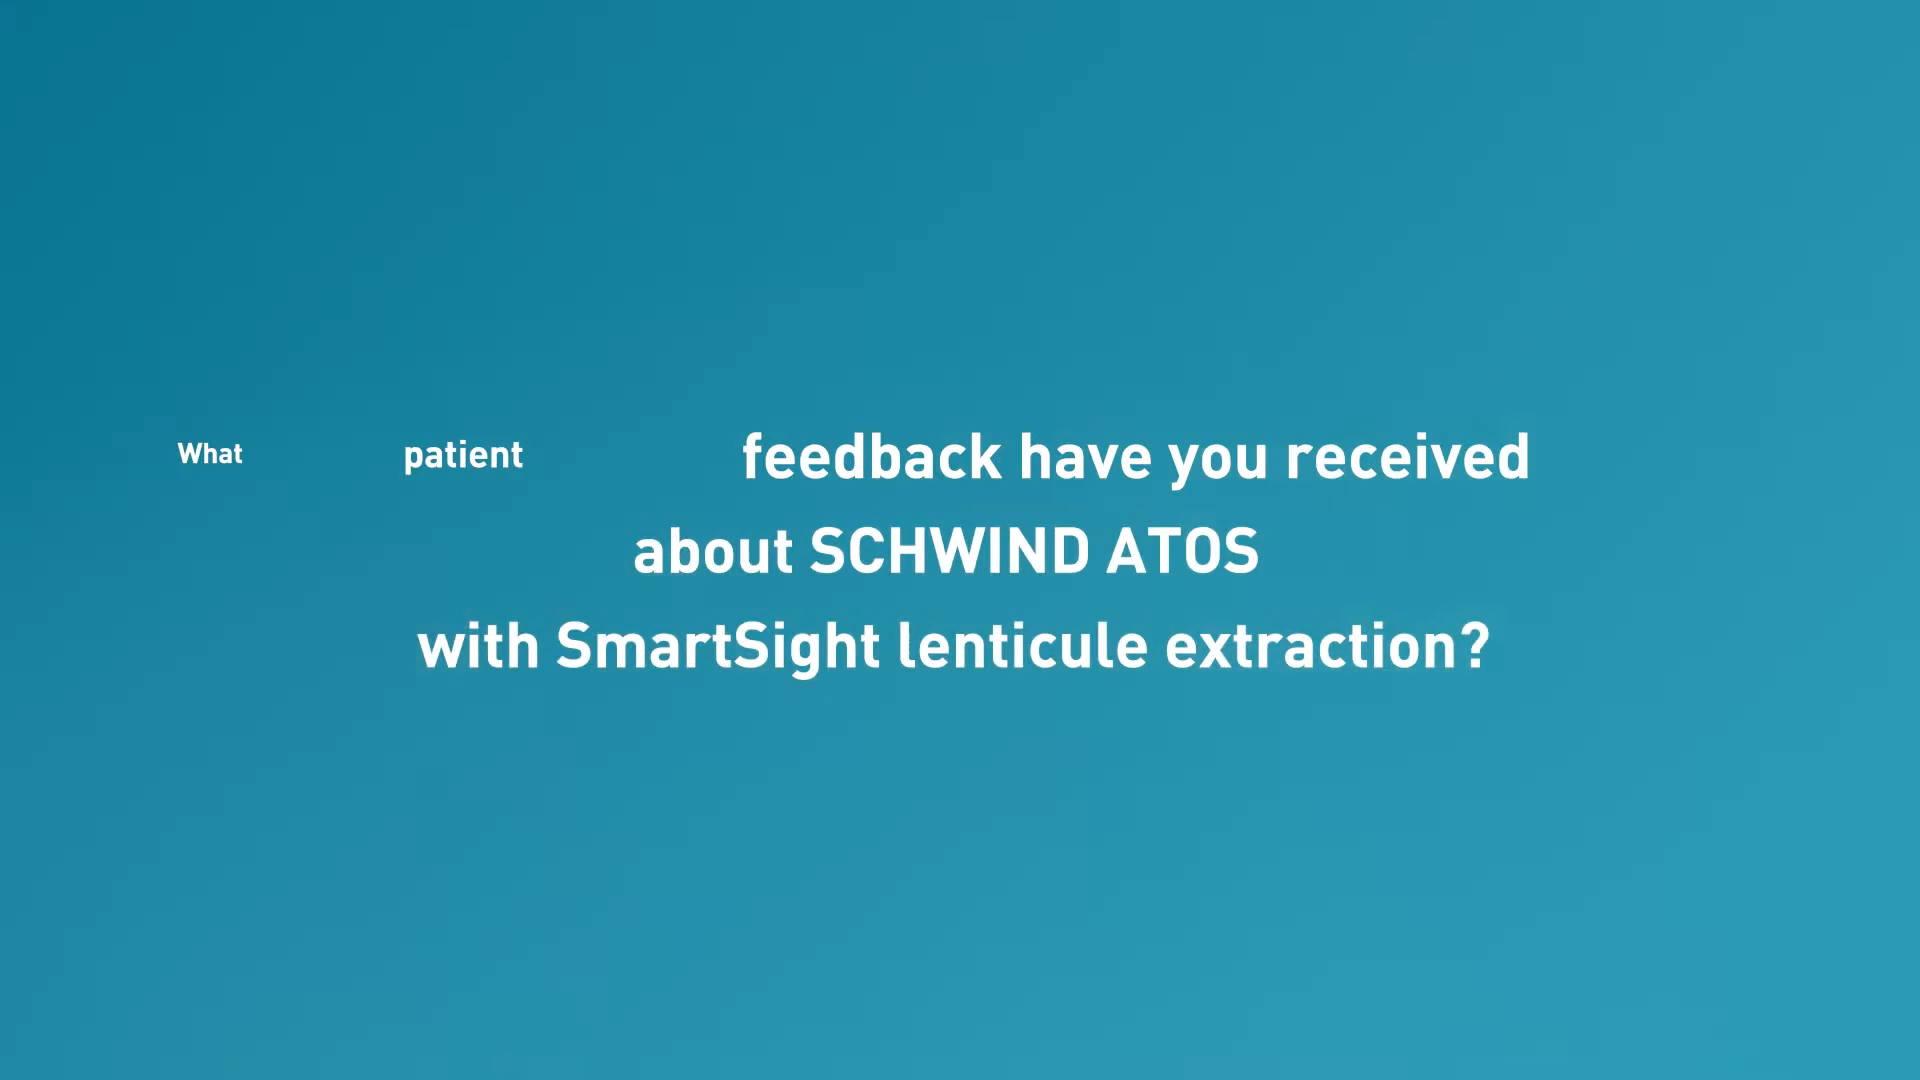 What patient feedback have you received
about SCHWIND ATOS
with SmartSight lenticule extraction?